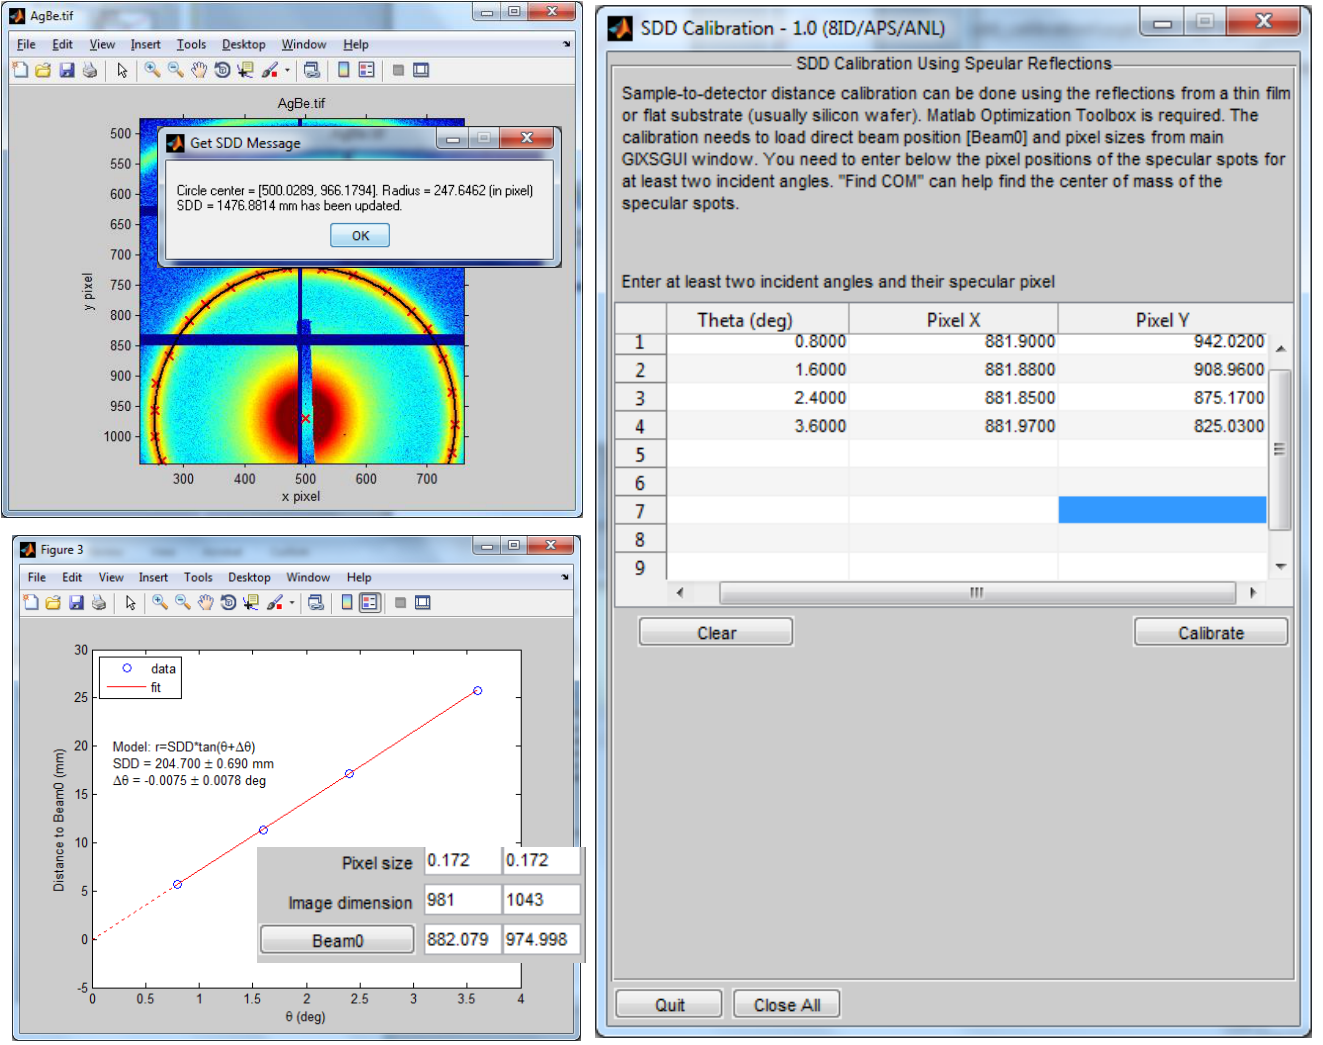 AgBe.tif
File Edit View Insert Tools Desktop Window Help
AgBe.tif
Get SDD Message
Circle center = [500.0289, 966.1794]. Radius = 247.6462 (in pixel)
SDD = 1476.8814 mm has been updated.
OK
500
550
600
650
700
750
800
850
900
950
1000
y pixel
300 400 500 600 700
x pixel
Figure 3
File Edit View Insert Tools Desktop Window Help
30
25
20
15
10
5
0
-5
Distance to Beam0 (mm)
data
fit
Model: r=SDD*tan(θ+Δθ)
SDD = 204.700 ± 0.690 mm
Δθ = -0.0075 ± 0.0078 deg
Pixel size 0.172 0.172
Image dimension 981 1043
Beam0 882.079 974.998
0 0.5 1 1.5 2 2.5 3 3.5 4
θ (deg)
SDD Calibration - 1.0 (8ID/APS/ANL)
SDD Calibration Using Specular Reflections
Sample-to-detector distance calibration can be done using the reflections from a thin film
or flat substrate (usually silicon wafer). Matlab Optimization Toolbox is required. The
calibration needs to load direct beam position [Beam0] and pixel sizes from main
GIXSGUI window. You need to enter below the pixel positions of the specular spots for
at least two incident angles. "Find COM" can help find the center of mass of the
specular spots.
Enter at least two incident angles and their specular pixel
Theta (deg) Pixel X Pixel Y
1 0.8000 881.9000 942.0200
2 1.6000 881.8800 908.9600
3 2.4000 881.8500 875.1700
4 3.6000 881.9700 825.0300
5
6
7
8
9
Clear Calibrate
Quit Close All